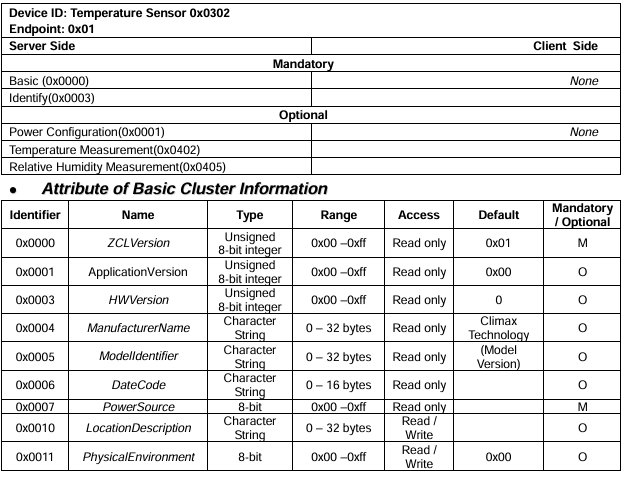 Device ID: Temperature Sensor 0x0302
Endpoint: 0x01
Server Side Client Side
Mandatory
Basic (0x0000) None
Identify(0x0003)
Optional
Power Configuration(0x0001) None
Temperature Measurement(0x0402)
Relative Humidity Measurement(0x0405)
● Attribute of Basic Cluster Information
Identifier Name Type Range Access Default Mandatory / Optional
0x0000 ZCLVersion Unsigned 8-bit integer 0x00 –0xff Read only 0x01 M
0x0001 ApplicationVersion Unsigned 8-bit integer 0x00 –0xff Read only 0x00 O
0x0003 HWVersion Unsigned 8-bit integer 0x00 –0xff Read only 0 O
0x0004 ManufacturerName Character String 0 – 32 bytes Read only Climax Technology O
0x0005 ModelIdentifier Character String 0 – 32 bytes Read only (Model Version) O
0x0006 DateCode Character String 0 – 16 bytes Read only O
0x0007 PowerSource 8-bit 0x00 –0xff Read only M
0x0010 LocationDescription Character String 0 – 32 bytes Read / Write O
0x0011 PhysicalEnvironment 8-bit 0x00 –0xff Read / Write 0x00 O